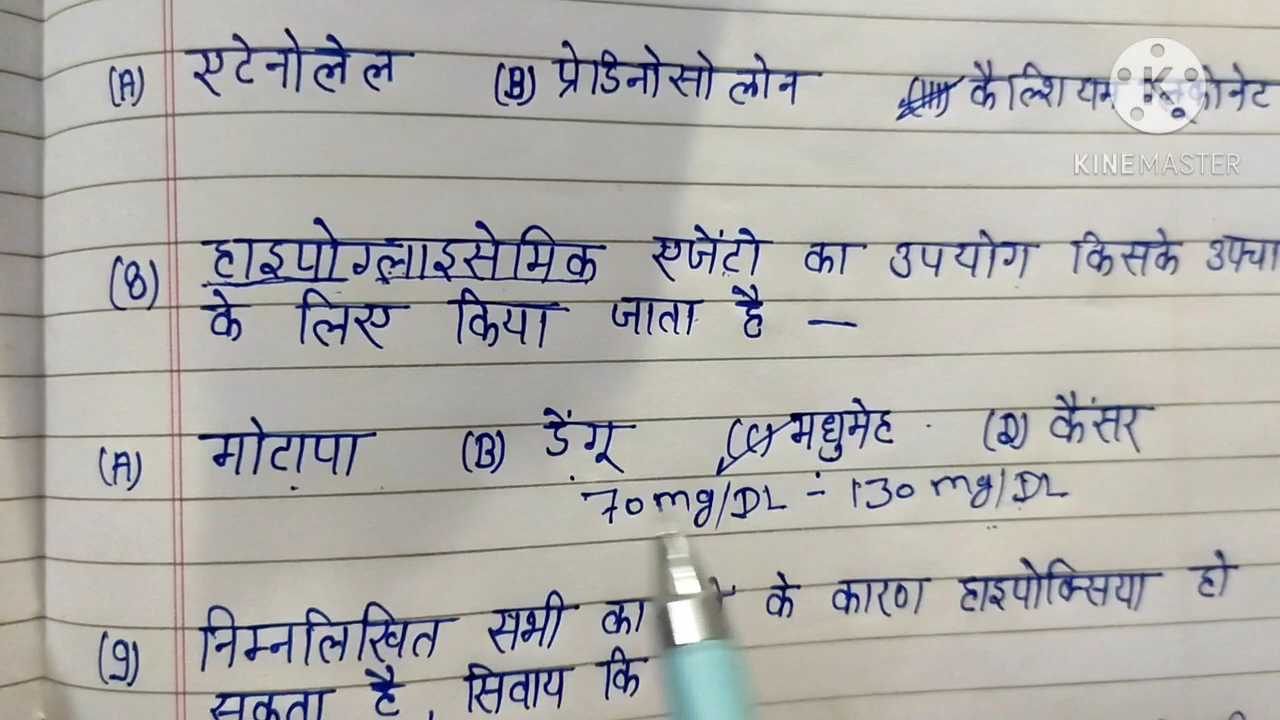 (A) एटेनोलेल (B) प्रेडिनोसोलोन कैल्शियम
K
KINEMASTER
(8) हाइपोग्लाइसेमिक एजेंटो का उपयोग किसके उपचा
के लिए किया जाता है —
(A) मोटापा (B) डेंगू (C) मधुमेह (D) कैंसर
70mg/DL - 130 mg/DL
(9) निम्नलिखित सभी के कारण हाइपोक्सिया हो
सकता है, सिवाय कि